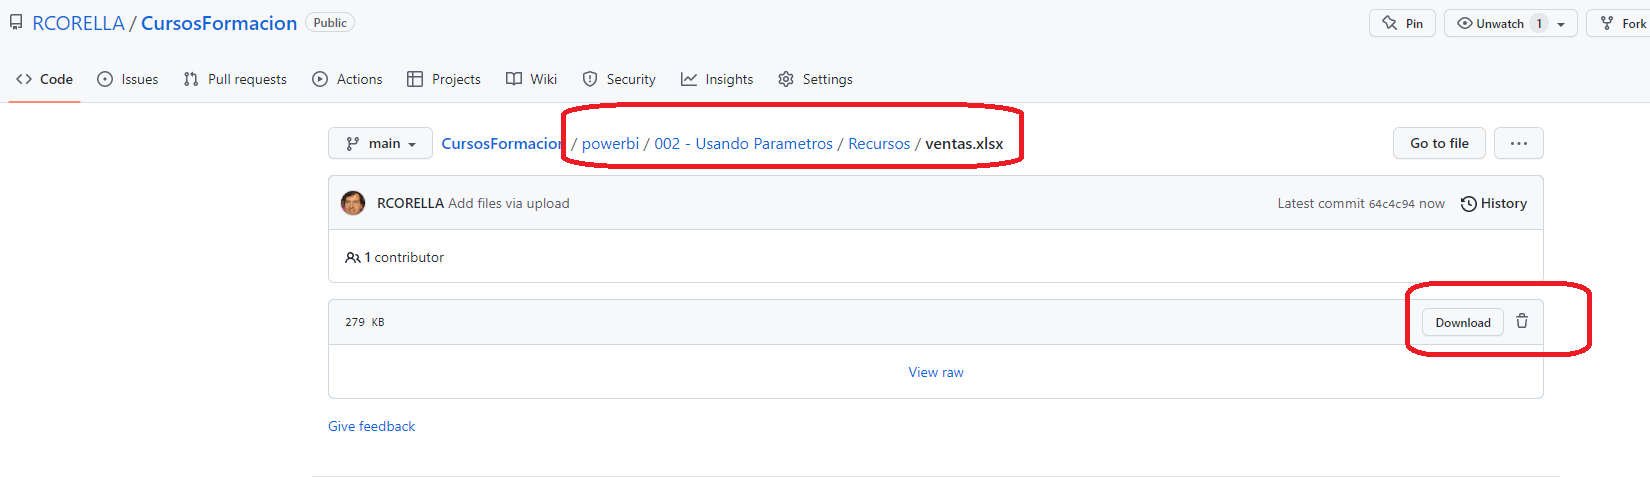 RCORELLA / CursosFormacion Public Pin Unwatch 1 Fork
Code Issues Pull requests Actions Projects Wiki Security Insights Settings
main CursosFormacion / powerbi / 002 - Usando Parametros / Recursos / ventas.xlsx Go to file ...
RCORELLA Add files via upload Latest commit 64c4c94 now History
1 contributor
279 KB Download
View raw
Give feedback